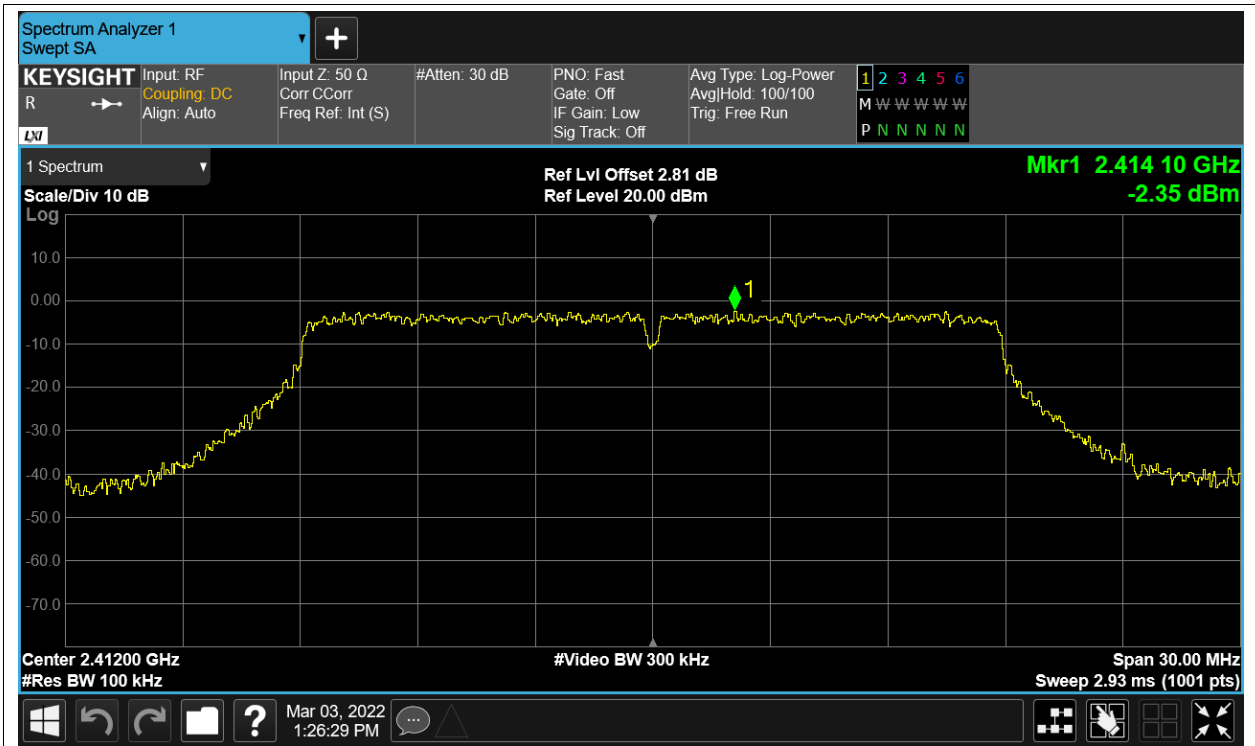 Spectrum Analyzer 1
Swept SA
KEYSIGHT
R
LXI
Input: RF
Coupling: DC
Align: Auto
Input Z: 50 Ω
Corr CCorr
Freq Ref: Int (S)
#Atten: 30 dB
PNO: Fast
Gate: Off
IF Gain: Low
Sig Track: Off
Avg Type: Log-Power
Avg|Hold: 100/100
Trig: Free Run
1 2 3 4 5 6
M W W W W W
P N N N N N
1 Spectrum
Scale/Div 10 dB
Log
Ref Lvl Offset 2.81 dB
Ref Level 20.00 dBm
Mkr1 2.414 10 GHz
-2.35 dBm
10.0
0.00
-10.0
-20.0
-30.0
-40.0
-50.0
-60.0
-70.0
1
Center 2.41200 GHz
#Res BW 100 kHz
#Video BW 300 kHz
Span 30.00 MHz
Sweep 2.93 ms (1001 pts)
?
Mar 03, 2022
1:26:29 PM